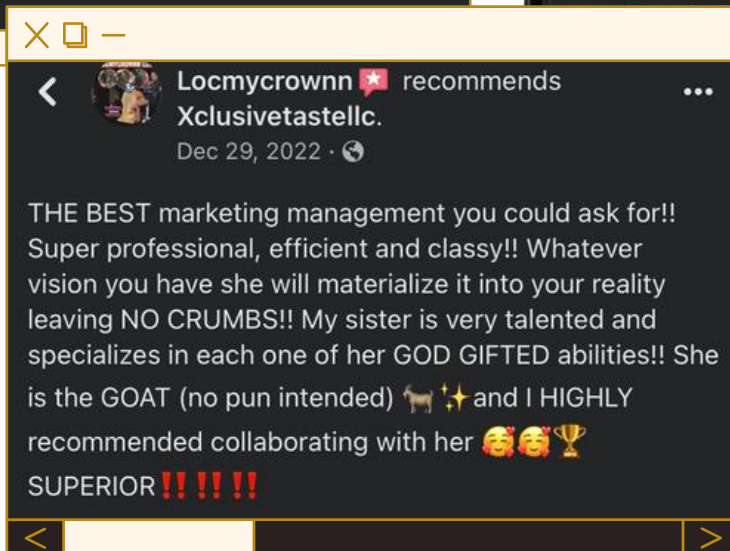 Locmycrownn recommends
Xclusivetastellc.
Dec 29, 2022 ·
THE BEST marketing management you could ask for!!
Super professional, efficient and classy!! Whatever
vision you have she will materialize it into your reality
leaving NO CRUMBS!! My sister is very talented and
specializes in each one of her GOD GIFTED abilities!! She
is the GOAT (no pun intended) 🐐✨and I HIGHLY
recommended collaborating with her 🥰🥰🏆
SUPERIOR‼️‼️‼️